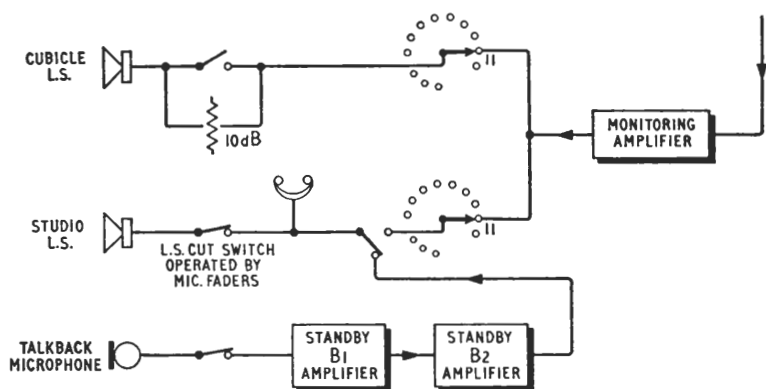 CUBICLE
L.S.
10dB
11
MONITORING
AMPLIFIER
STUDIO
L.S.
L.S. CUT SWITCH
OPERATED BY
MIC. FADERS
11
TALKBACK
MICROPHONE
STANDBY
B1
AMPLIFIER
STANDBY
B2
AMPLIFIER